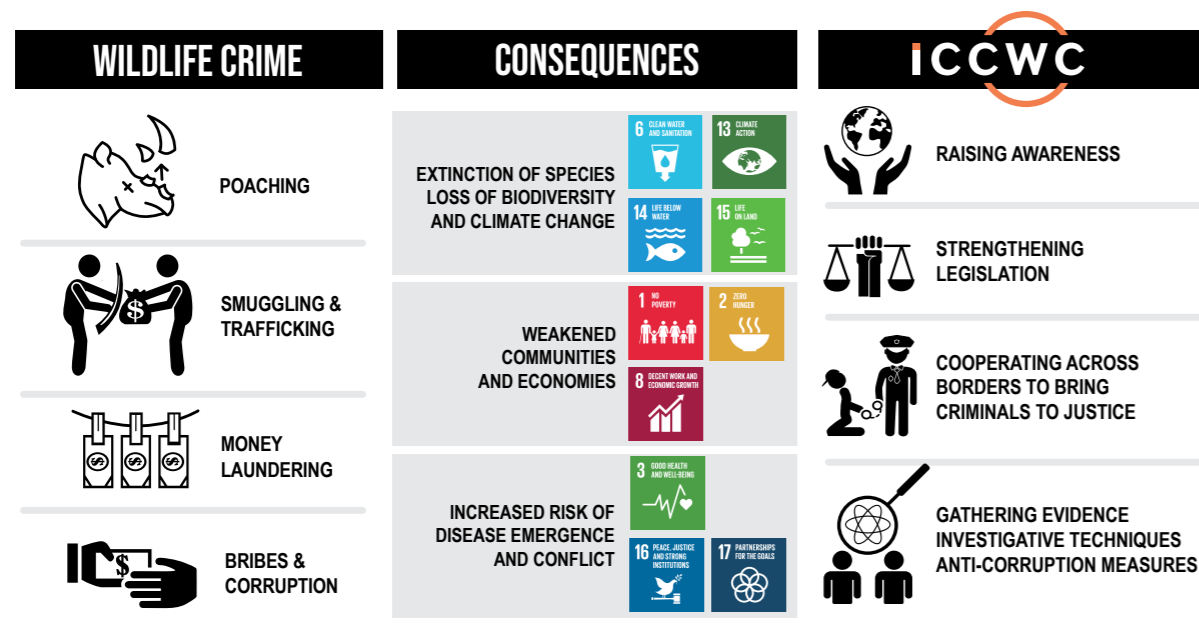 WILDLIFE CRIME
POACHING
SMUGGLING &
TRAFFICKING
$
MONEY
LAUNDERING
$ $ $
BRIBES &
CORRUPTION
$
CONSEQUENCES
EXTINCTION OF SPECIES
LOSS OF BIODIVERSITY
AND CLIMATE CHANGE
6 CLEAN WATER
AND SANITATION
13 CLIMATE
ACTION
14 LIFE BELOW
WATER
15 LIFE
ON LAND
WEAKENED
COMMUNITIES
AND ECONOMIES
1 NO
POVERTY
2 ZERO
HUNGER
8 DECENT WORK AND
ECONOMIC GROWTH
INCREASED RISK OF
DISEASE EMERGENCE
AND CONFLICT
3 GOOD HEALTH
AND WELL-BEING
16 PEACE, JUSTICE
AND STRONG
INSTITUTIONS
17 PARTNERSHIPS
FOR THE GOALS
ICCWC
RAISING AWARENESS
STRENGTHENING
LEGISLATION
COOPERATING ACROSS
BORDERS TO BRING
CRIMINALS TO JUSTICE
GATHERING EVIDENCE
INVESTIGATIVE TECHNIQUES
ANTI-CORRUPTION MEASURES